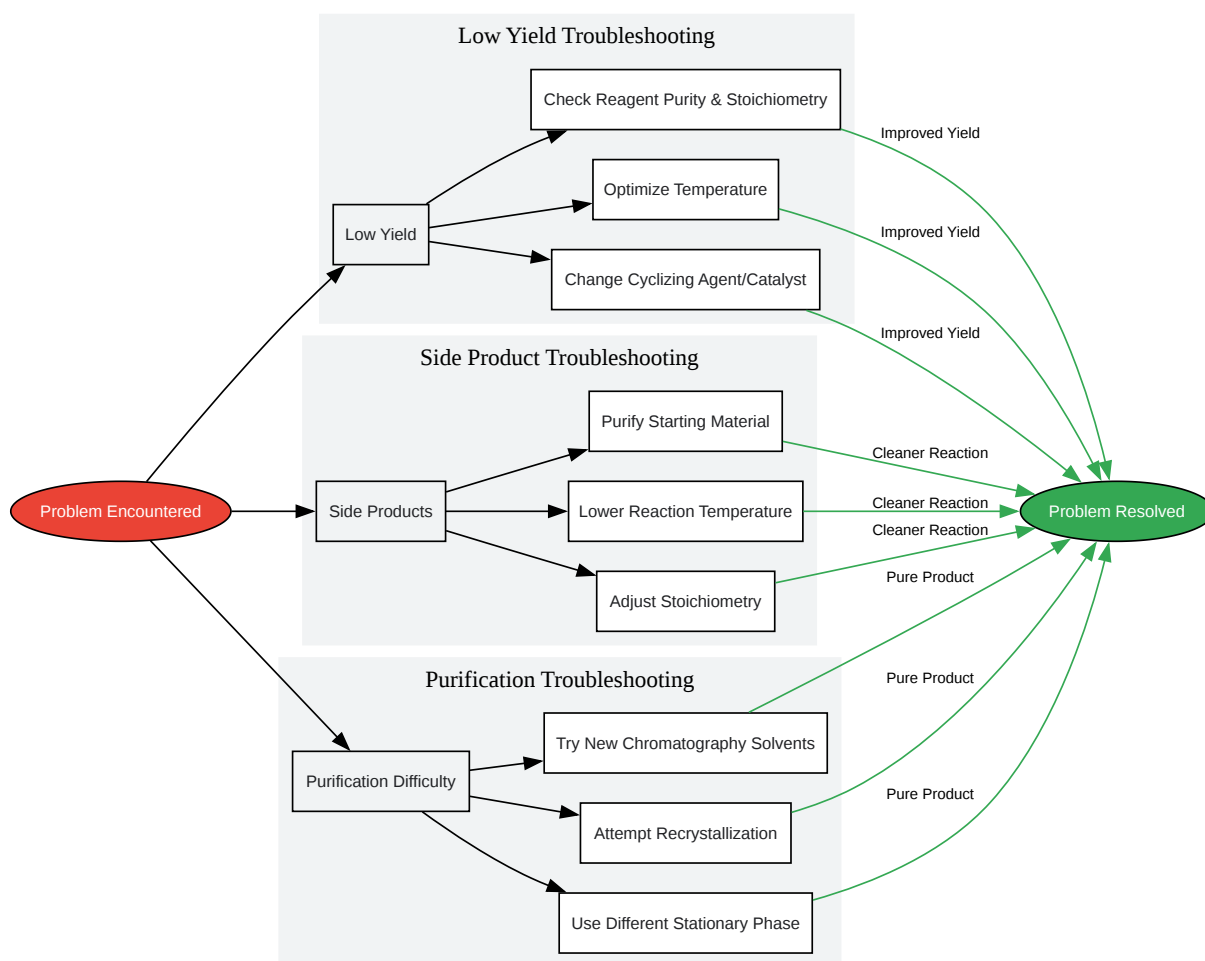 Low Yield Troubleshooting
Check Reagent Purity & Stoichiometry
Improved Yield
Optimize Temperature
Low Yield
Improved Yield
Change Cyclizing Agent/Catalyst
Improved Yield
Side Product Troubleshooting
Purify Starting Material
Cleaner Reaction
Problem Encountered
Side Products
Lower Reaction Temperature
Cleaner Reaction
Problem Resolved
Cleaner Reaction
Adjust Stoichiometry
Pure Product
Purification Troubleshooting
Pure Product
Try New Chromatography Solvents
Purification Difficulty
Pure Product
Attempt Recrystallization
Use Different Stationary Phase